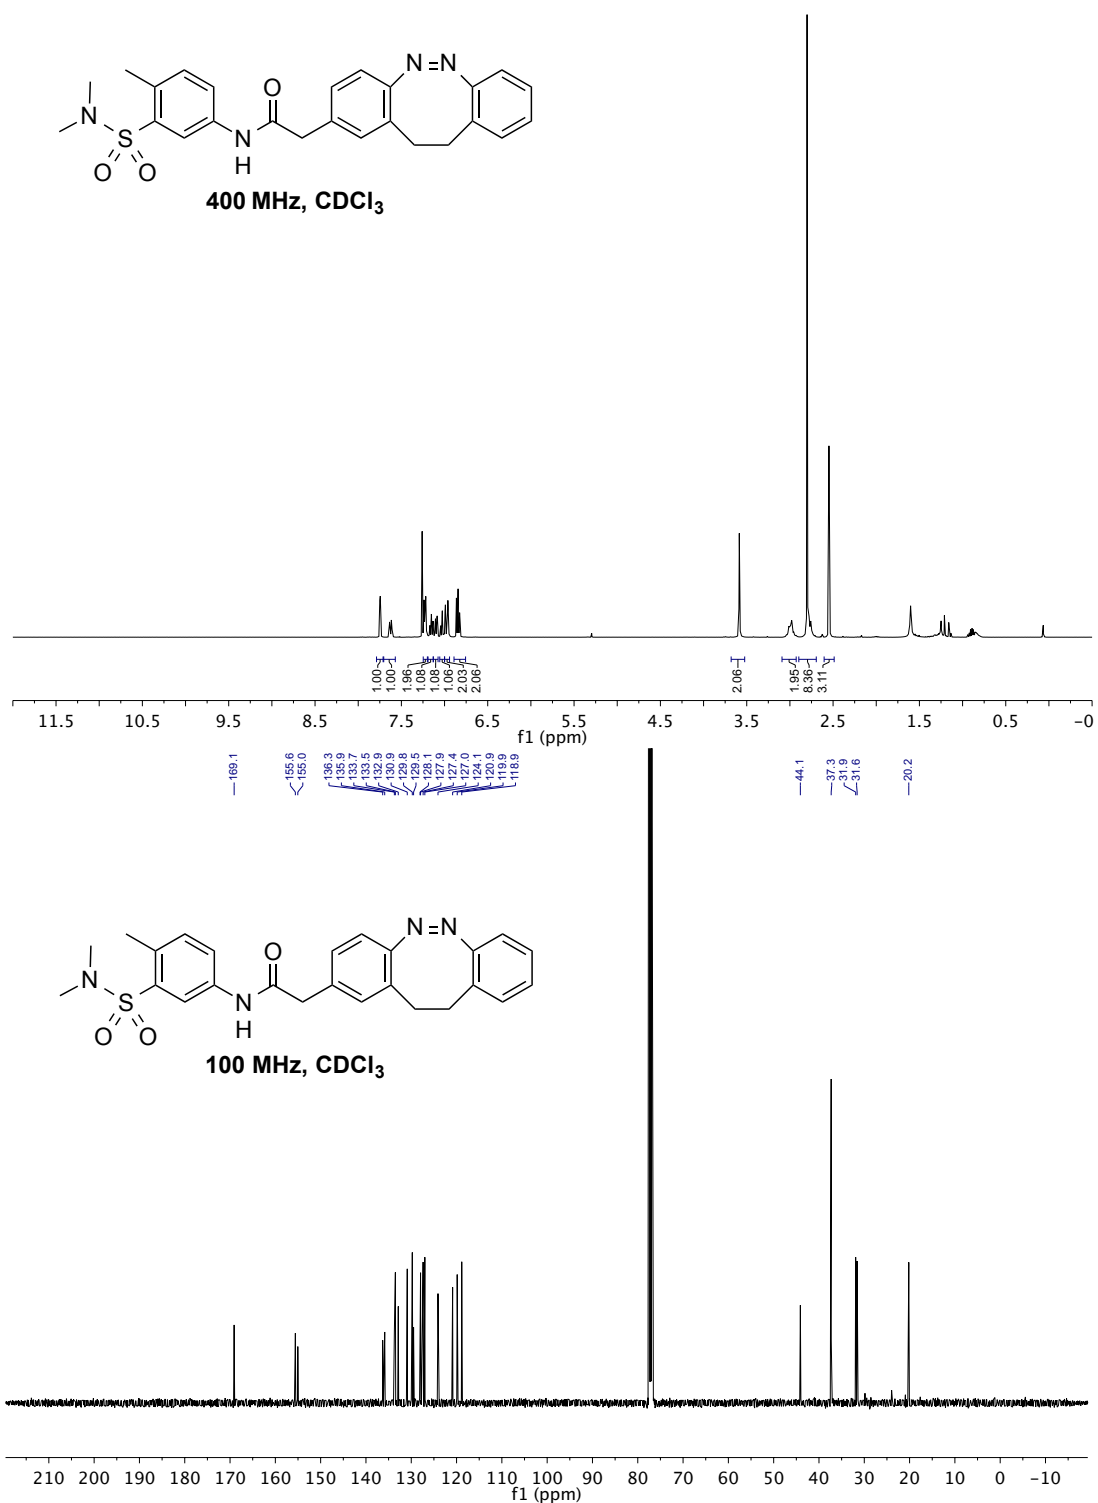 N=N
O
N
S
N
H
O O
400 MHz, CDCl3
1.00
1.00
1.96
1.08
1.08
1.06
2.03
2.06
2.06
1.95
8.36
3.11
11.5 10.5 9.5 8.5 7.5 6.5 5.5 4.5 3.5 2.5 1.5 0.5 -0
f1 (ppm)
169.1
155.6
155.0
136.3
135.9
133.7
133.5
132.9
130.9
129.8
129.5
128.1
127.9
127.4
127.0
124.1
120.9
119.9
118.9
44.1
37.3
31.9
31.6
20.2
N=N
O
N
S
N
H
O O
100 MHz, CDCl3
210 200 190 180 170 160 150 140 130 120 110 100 90 80 70 60 50 40 30 20 10 0 -10
f1 (ppm)